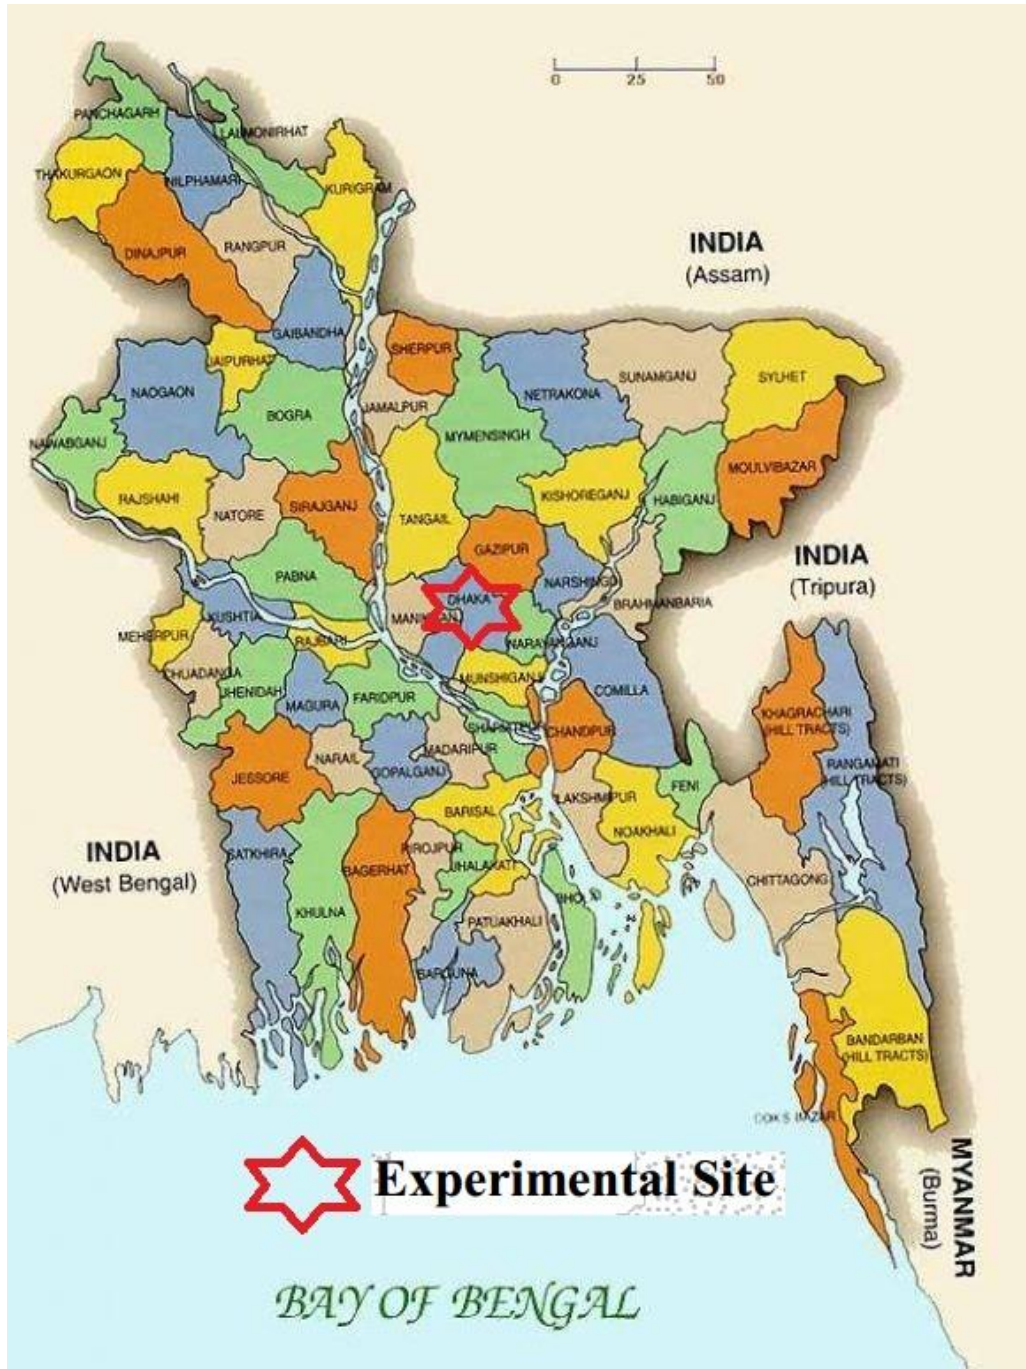 0 25 50
PANCHAGARH
LALMONIRHAT
THAKURGAON
NILPHAMARI
KURIGRAM
DINAJPUR
RANGPUR
INDIA
(Assam)
GAIBANDHA
SHERPUR
JAIPURHAT
NAOGAON
BOGRA
JAMALPUR
NETRAKONA
SUNAMGANJ
SYLHET
NAWABGANJ
MYMENSINGH
MOULVIBAZAR
RAJSHAHI
NATORE
SIRAJGANJ
TANGAIL
KISHOREGANJ
HABIGANJ
GAZIPUR
INDIA
(Tripura)
PABNA
NARSHINGDI
DHAKA
BRAHMANBARIA
KUSHTIA
MEHERPUR
RAJBARI
NARAYANGANJ
CHUADANGA
JHENIDAH
MAGURA
FARIDPUR
MUNSHIGANJ
COMILLA
KHAGRACHARI
(HILL TRACTS)
CHANDPUR
MADARIPUR
NARAIL
GOPALGANJ
JESSORE
RANGAMATI
(HILL TRACTS)
FENI
LAKSHMIPUR
BARISAL
NOAKHALI
INDIA
(West Bengal)
SATKHIRA
PIROJPUR
JHALAKATI
BAGERHAT
CHITTAGONG
KHULNA
PATUAKHALI
BARGUNA
BANDARBAN
(HILL TRACTS)
COKS BAZAR
MYANMAR
(Burma)
Experimental Site
BAY OF BENGAL